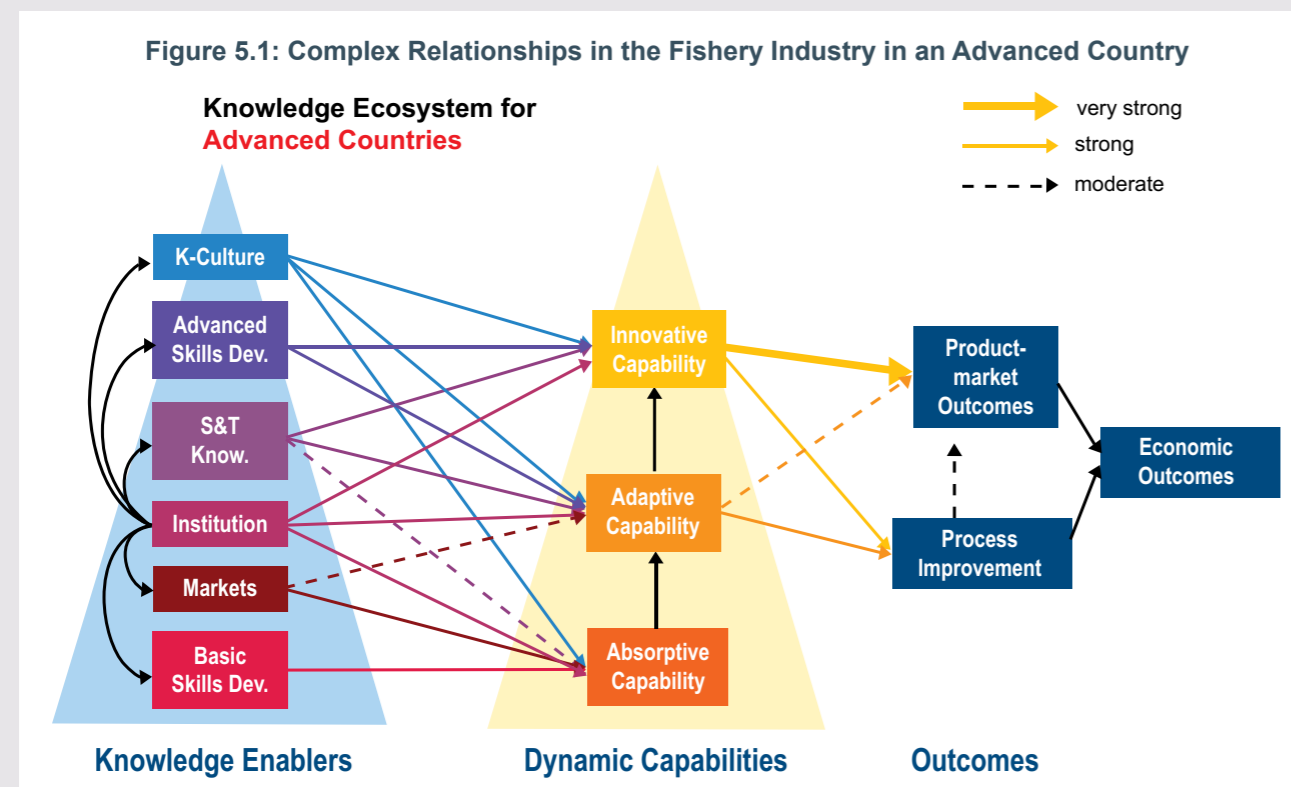 Figure 5.1: Complex Relationships in the Fishery Industry in an Advanced Country
Knowledge Ecosystem for
Advanced Countries
very strong
strong
moderate
K-Culture
Advanced
Skills Dev.
S&T
Know.
Institution
Markets
Basic
Skills Dev.
Innovative
Capability
Adaptive
Capability
Absorptive
Capability
Product-
market
Outcomes
Process
Improvement
Economic
Outcomes
Knowledge Enablers
Dynamic Capabilities
Outcomes